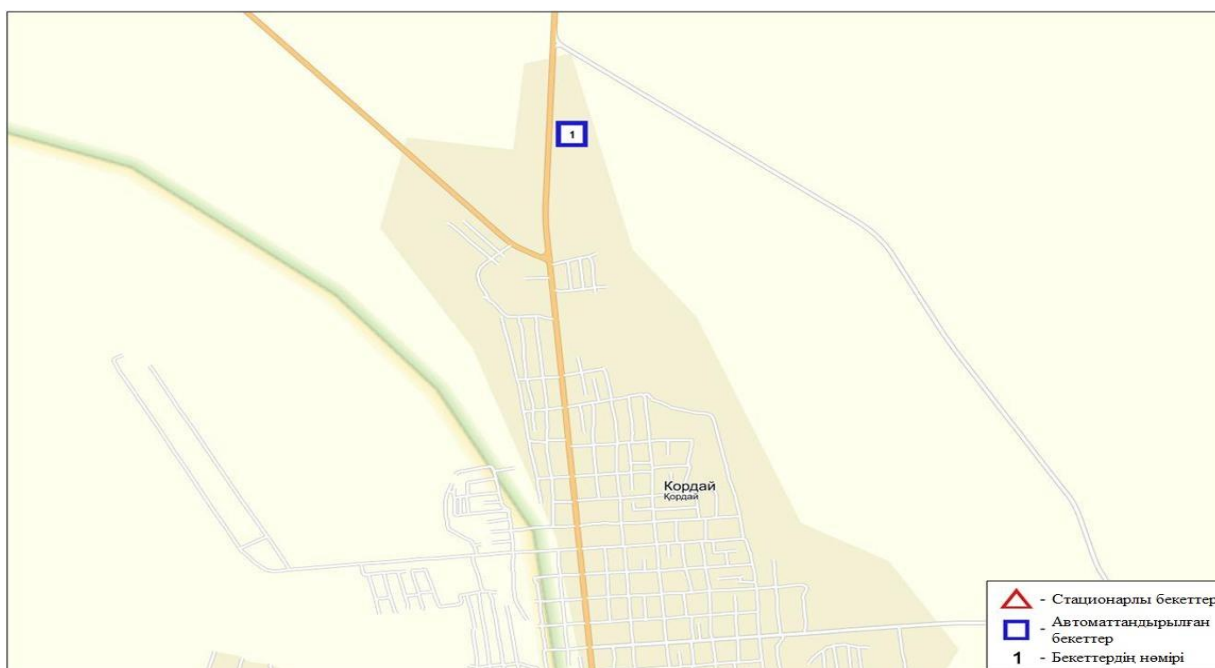 1
Кордай
Қордай
- Стационарлы бекеттер
- Автоматтандырылған
бекеттер
1 - Бекеттердің нөмірі